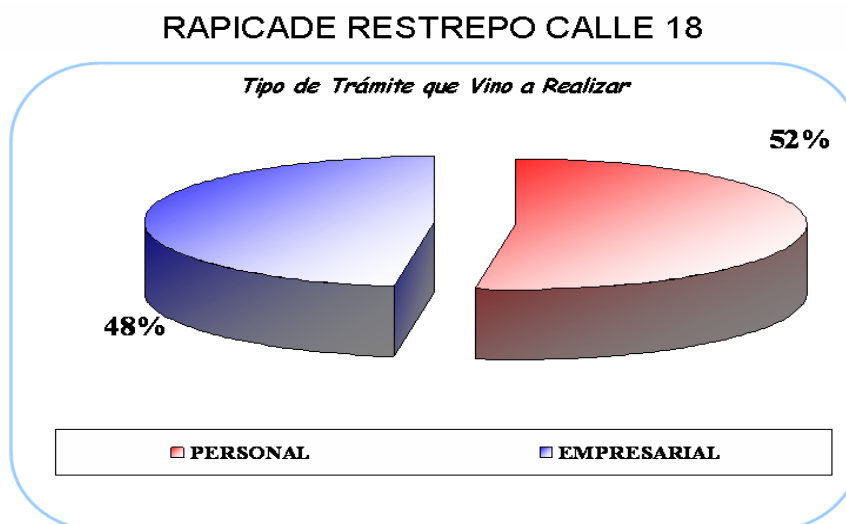 RAPICADE RESTREPO CALLE 18
Tipo de Trámite que Vino a Realizar
52%
48%
PERSONAL
EMPRESARIAL